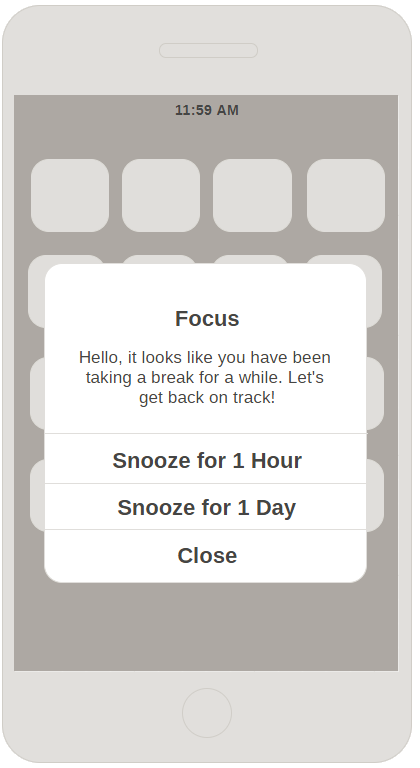 11:59 AM
Focus
Hello, it looks like you have been
taking a break for a while. Let's
get back on track!
Snooze for 1 Hour
Snooze for 1 Day
Close